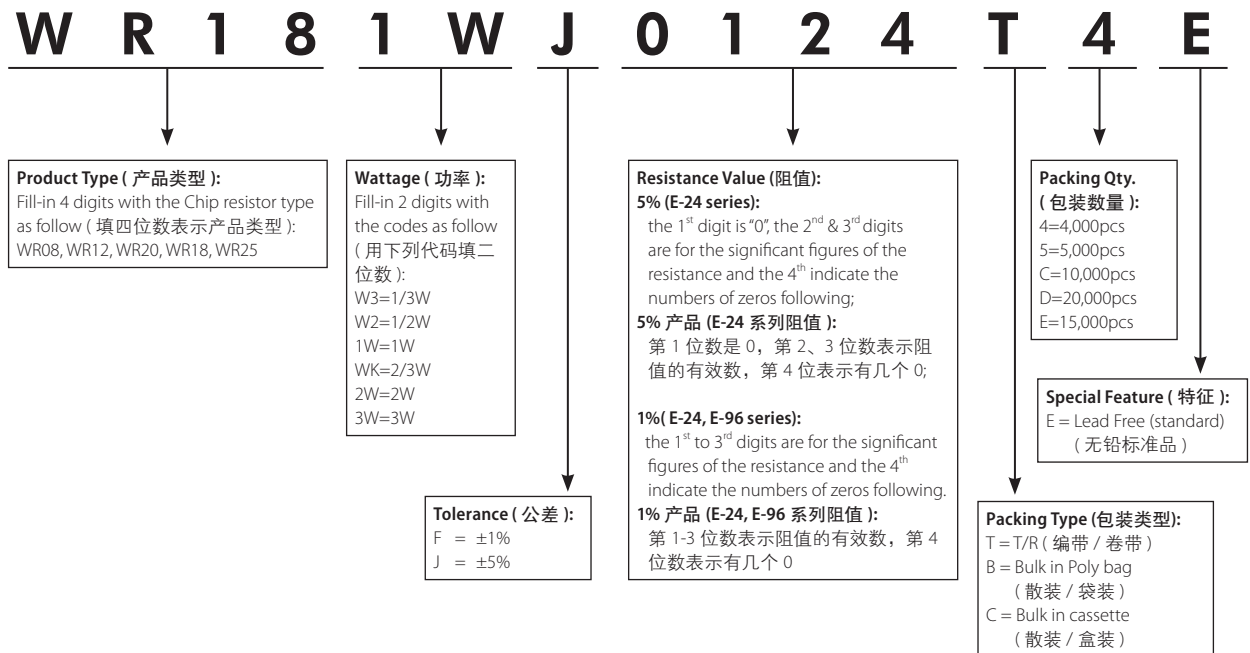 W R 1 8 1 W J 0 1 2 4 T 4 E
Product Type ( 产品类型 ):
Fill-in 4 digits with the Chip resistor type
as follow ( 填四位数表示产品类型 ):
WR08, WR12, WR20, WR18, WR25
Wattage ( 功率 ):
Fill-in 2 digits with
the codes as follow
( 用下列代码填二
位数 ):
W3=1/3W
W2=1/2W
1W=1W
WK=2/3W
2W=2W
3W=3W
Tolerance ( 公差 ):
F = ±1%
J = ±5%
Resistance Value (阻值):
5% (E-24 series):
the 1st digit is "0", the 2nd & 3rd digits
are for the significant figures of the
resistance and the 4th indicate the
numbers of zeros following;
5% 产品 (E-24 系列阻值 ):
第 1 位数是 0，第 2、3 位数表示阻
值的有效数，第 4 位表示有几个 0;
1%( E-24, E-96 series):
the 1st to 3rd digits are for the significant
figures of the resistance and the 4th
indicate the numbers of zeros following.
1% 产品 (E-24, E-96 系列阻值 ):
第 1-3 位数表示阻值的有效数，第 4
位数表示有几个 0
Packing Qty.
( 包装数量 ):
4=4,000pcs
5=5,000pcs
C=10,000pcs
D=20,000pcs
E=15,000pcs
Special Feature ( 特征 ):
E = Lead Free (standard)
( 无铅标准品 )
Packing Type (包装类型):
T = T/R ( 编带 / 卷带 )
B = Bulk in Poly bag
( 散装 / 袋装 )
C = Bulk in cassette
( 散装 / 盒装 )